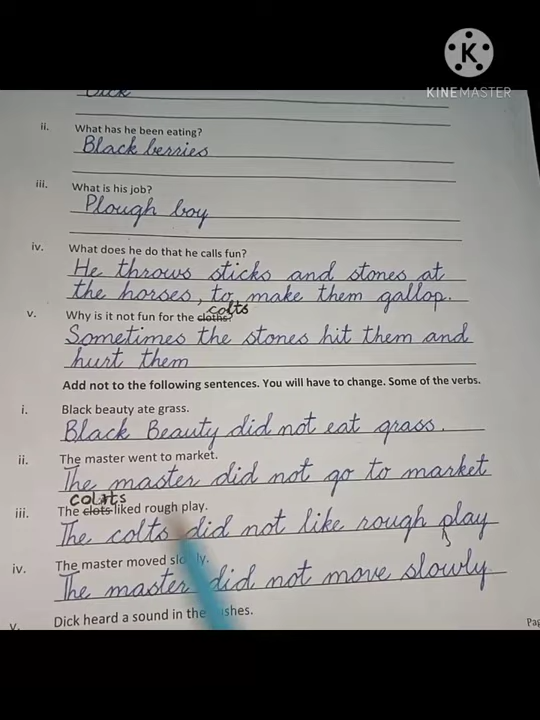 K
KINEMASTER
Dick
ii. What has he been eating?
Black berries
iii. What is his job?
Plough boy
iv. What does he do that he calls fun?
He throws sticks and stones at
the horses, to make them gallop.
colts
v. Why is it not fun for the cloths?
Sometimes the stones hit them and
hurt them
Add not to the following sentences. You will have to change. Some of the verbs.
i. Black beauty ate grass.
Black Beauty did not eat grass.
ii. The master went to market.
The master did not go to market
colts
iii. The clots liked rough play.
The colts did not like rough play
iv. The master moved slowly.
The master did not move slowly
v. Dick heard a sound in the bushes.
Pag